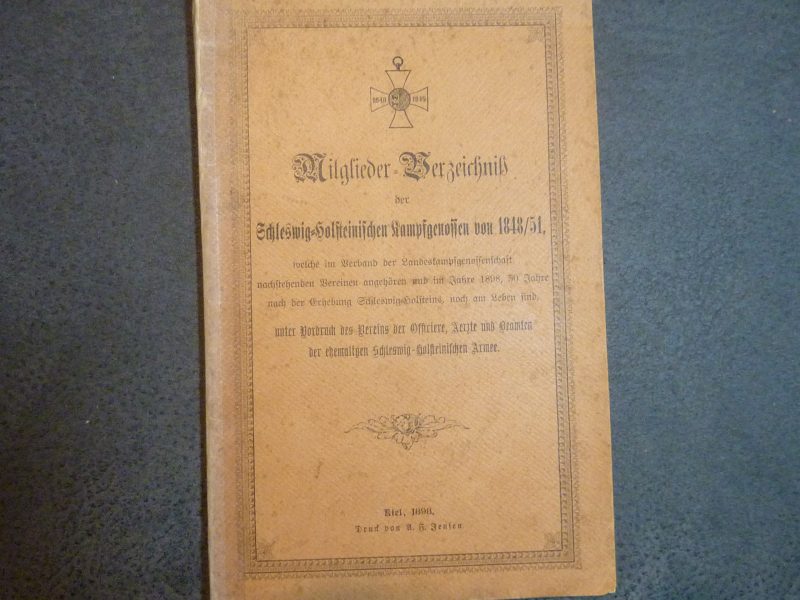 1848 1849
Mitglieder-Verzeichniß
der
Schleswig-Holsteinischen Kampfgenossen von 1848/51,
welche im Verband der Landeskampfgenossenschaft
nachstehenden Vereinen angehören und im Jahre 1898, 50 Jahre
nach der Erhebung Schleswig-Holsteins, noch am Leben sind,
unter Vordruck des Vereins der Officiere, Aerzte und Beamten
der ehemaligen Schleswig-Holsteinischen Armee.
Kiel, 1898.
Druck von A. F. Jensen